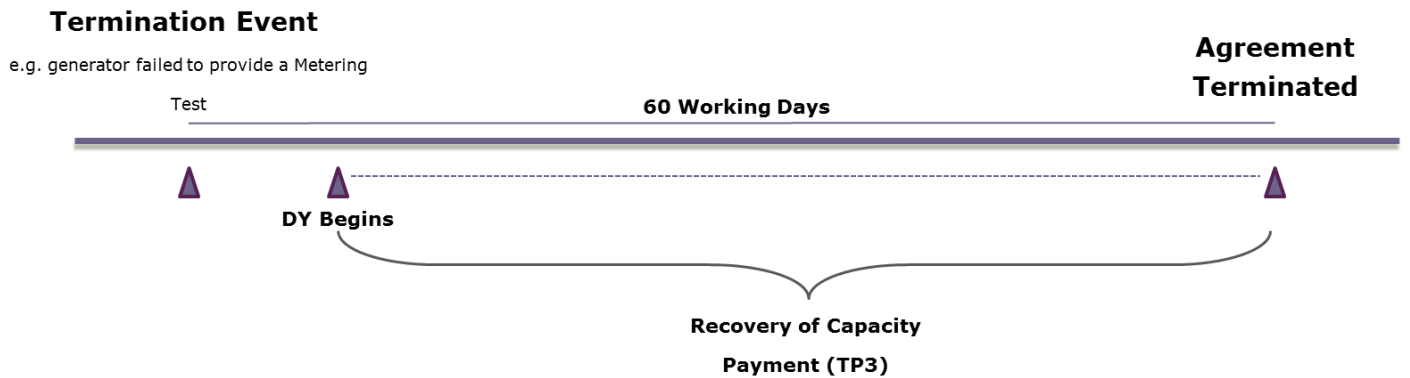 Termination Event
e.g. generator failed to provide a Metering
Test
Agreement
Terminated
60 Working Days
DY Begins
Recovery of Capacity
Payment (TP3)